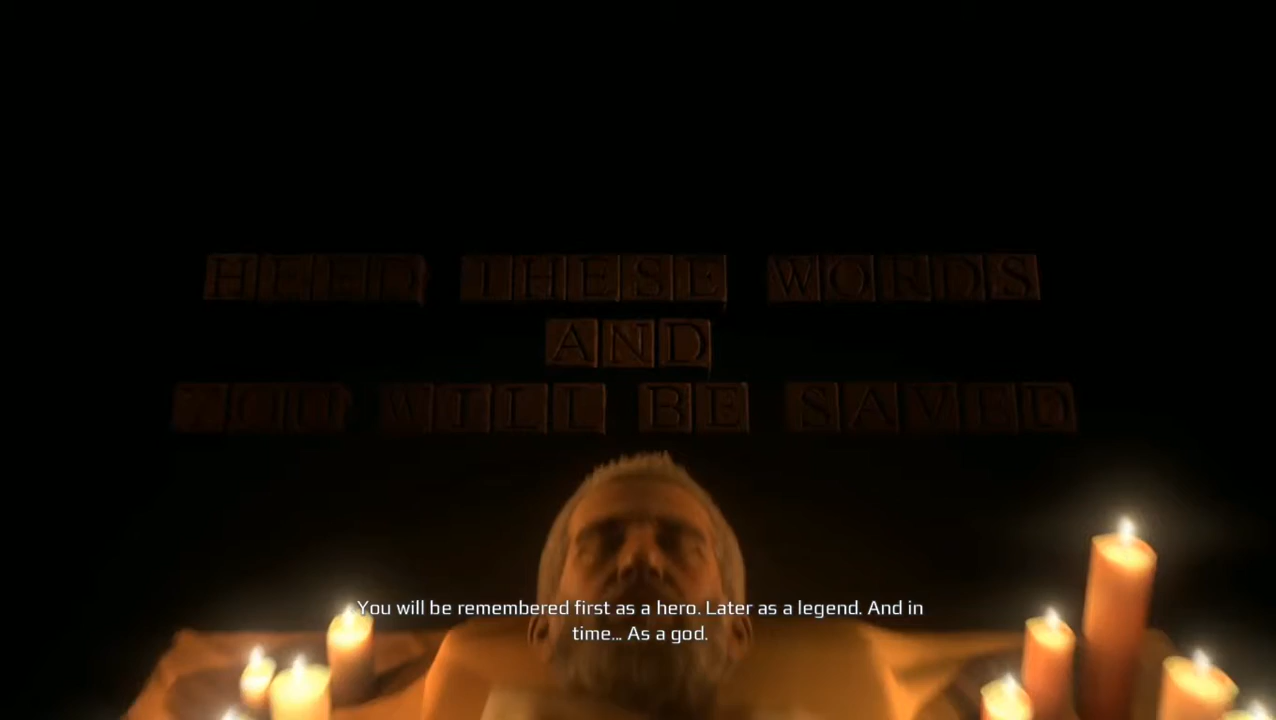 HEED THESE WORDS
AND
YOU WILL BE SAVED
You will be remembered first as a hero. Later as a legend. And in
time... As a god.